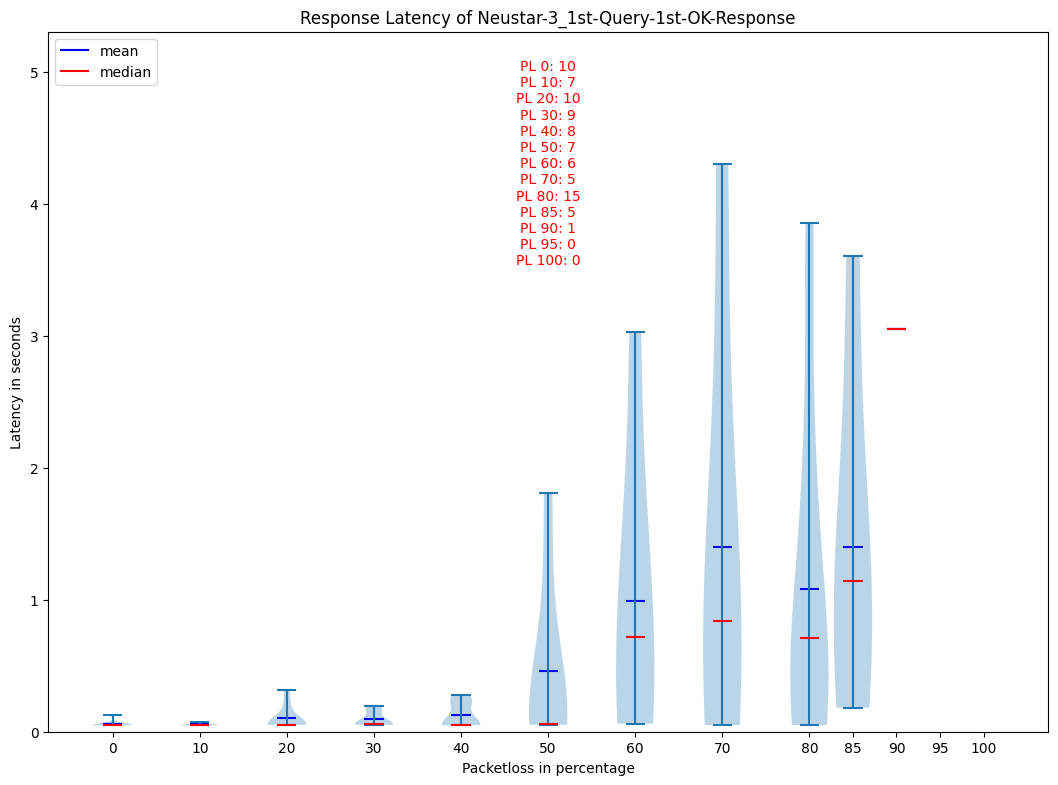 Response Latency of Neustar-3_1st-Query-1st-OK-Response
mean
median
PL 0: 10
PL 10: 7
PL 20: 10
PL 30: 9
PL 40: 8
PL 50: 7
PL 60: 6
PL 70: 5
PL 80: 15
PL 85: 5
PL 90: 1
PL 95: 0
PL 100: 0
Latency in seconds
5
4
3
2
1
0
0 10 20 30 40 50 60 70 80 85 90 95 100
Packetloss in percentage